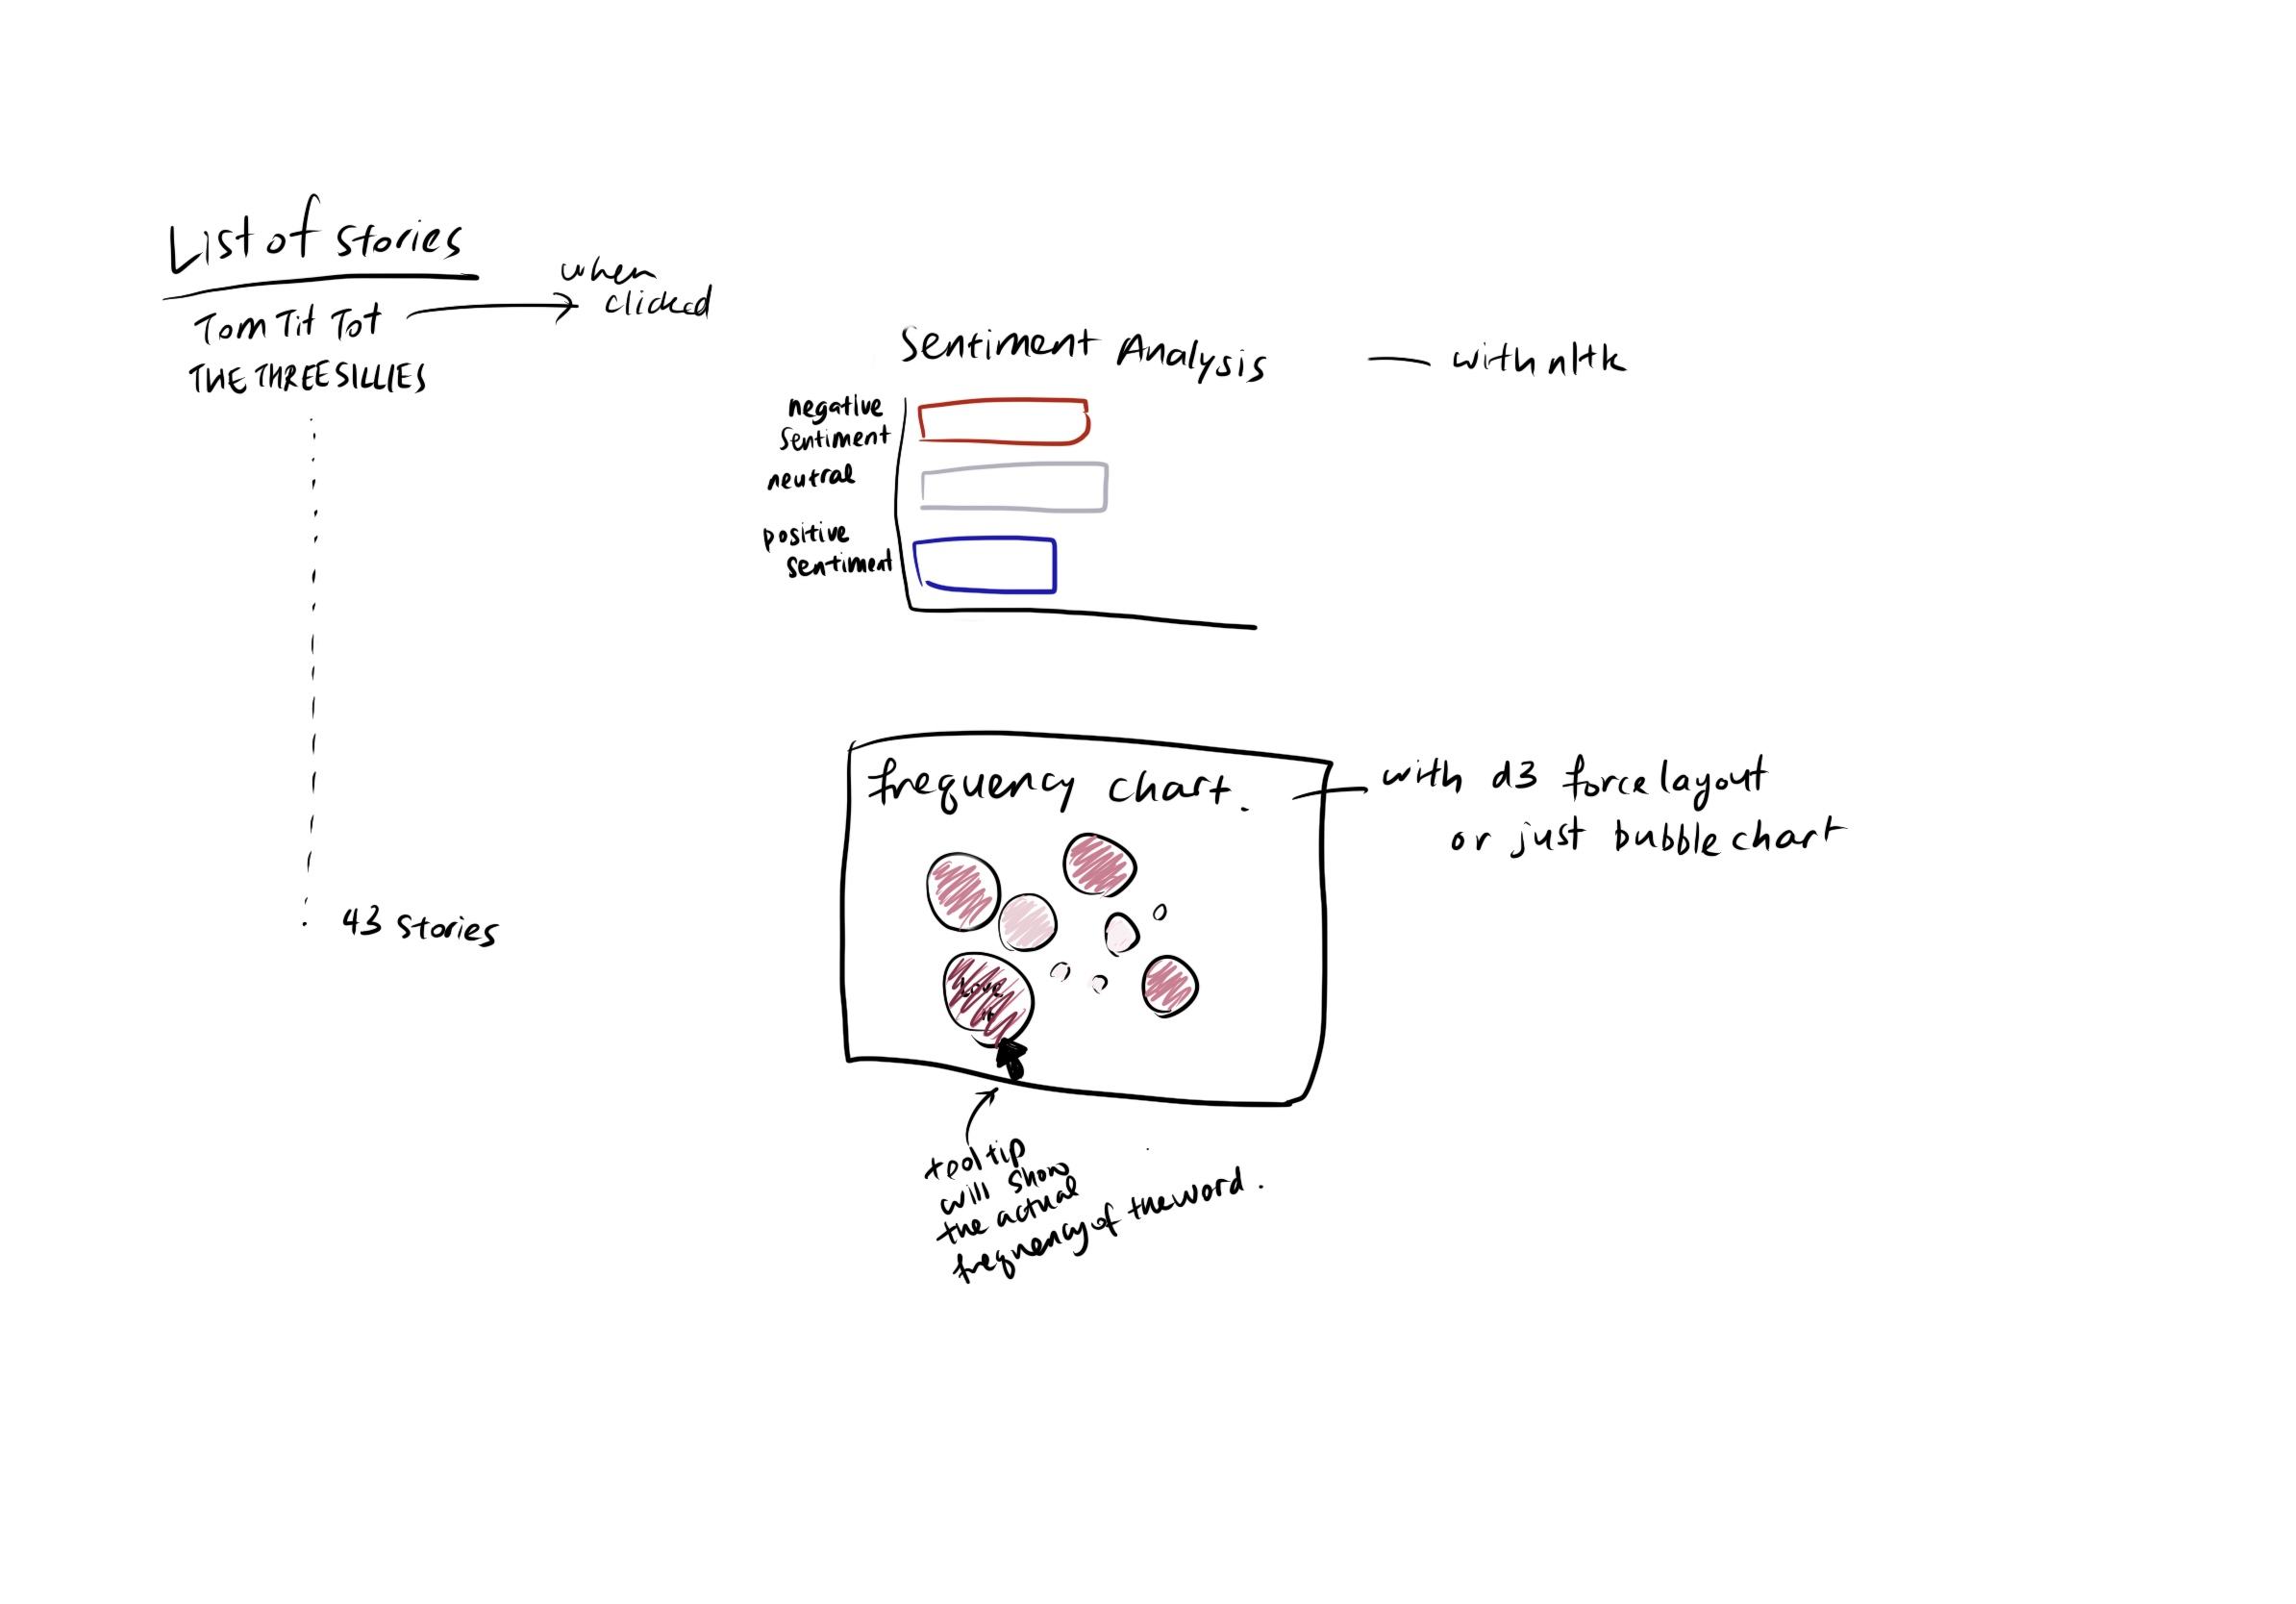 List of stories
Tom Tit Tot
when
clicked
THE THREE SILLIES
43 stories
Sentiment Analysis
with nltk
negative
sentiment
neutral
positive
sentiment
frequency chart.
with d3 force layout
or just bubble chart
love
tooltip
will show
the actual
frequency of the word.